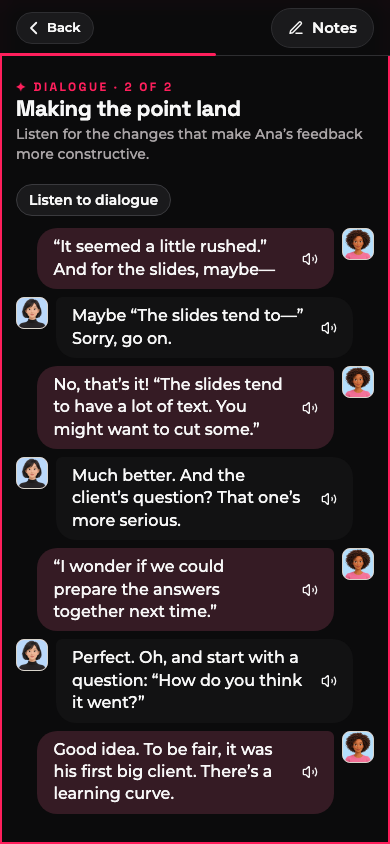 Back
Notes
DIALOGUE · 2 OF 2
Making the point land
Listen for the changes that make Ana’s feedback
more constructive.
Listen to dialogue
“It seemed a little rushed.”
And for the slides, maybe—
Maybe “The slides tend to—”
Sorry, go on.
No, that’s it! “The slides tend
to have a lot of text. You
might want to cut some.”
Much better. And the
client’s question? That one’s
more serious.
“I wonder if we could
prepare the answers
together next time.”
Perfect. Oh, and start with a
question: “How do you think
it went?”
Good idea. To be fair, it was
his first big client. There’s a
learning curve.